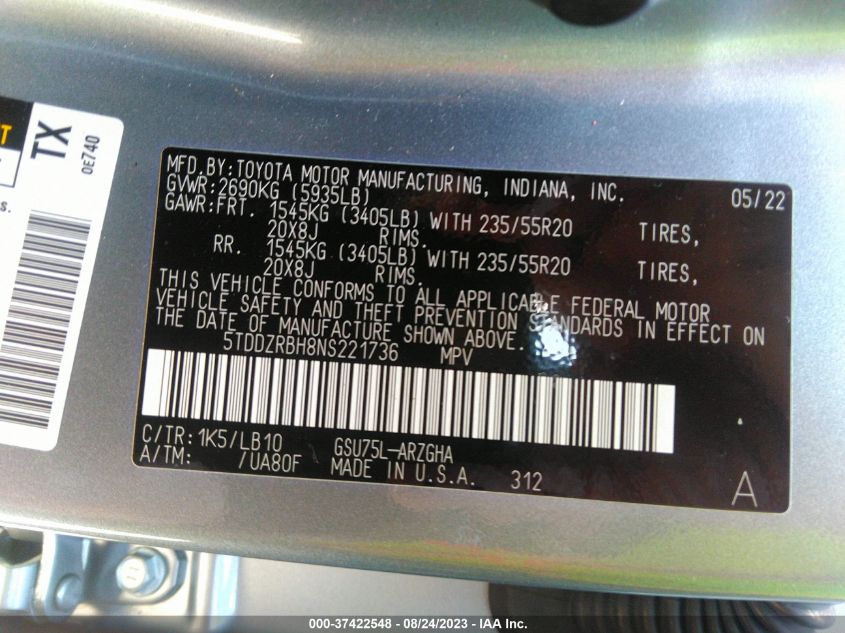 T
TX
0E740
s.
MFD.BY:TOYOTA MOTOR MANUFACTURING, INDIANA, INC. 05/22
GVWR:2690KG (5935LB)
GAWR:FRT. 1545KG (3405LB) WITH 235/55R20 TIRES,
20X8J RIMS.
RR. 1545KG (3405LB) WITH 235/55R20 TIRES,
20X8J RIMS.
THIS VEHICLE CONFORMS TO ALL APPLICABLE FEDERAL MOTOR
VEHICLE SAFETY AND THEFT PREVENTION STANDARDS IN EFFECT ON
THE DATE OF MANUFACTURE SHOWN ABOVE.
5TDDZRBH8NS221736 MPV
C/TR:1K5/LB10 GSU75L-ARZGHA
A/TM: /UA80F MADE IN U.S.A. 312
A
000-37422548 - 08/24/2023 - IAA Inc.